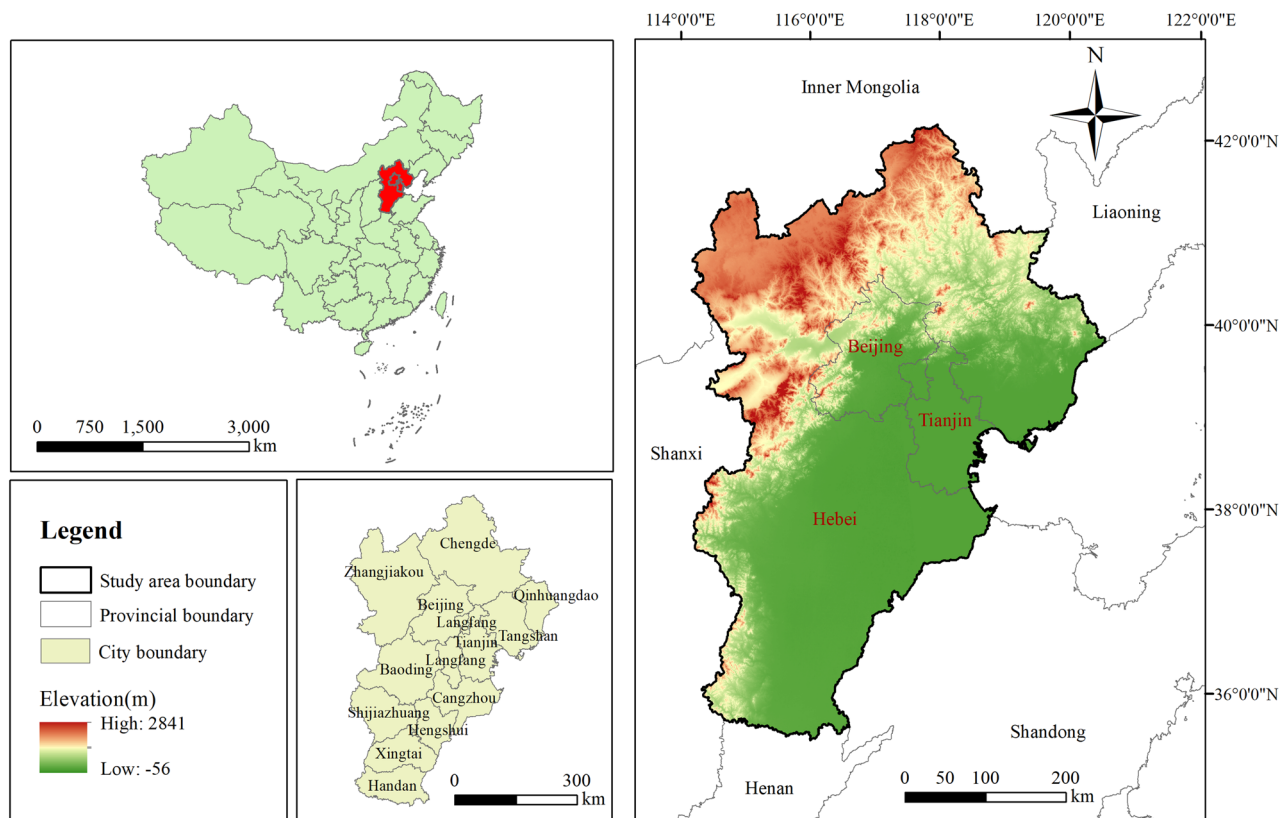 0 750 1,500 3,000
km
Legend
Study area boundary
Provincial boundary
City boundary
Elevation(m)
High: 2841
Low: -56
Chengde
Zhangjiakou
Qinhuangdao
Beijing
Langfang
Tangshan
Tianjin
Langfang
Baoding
Cangzhou
Shijiazhuang
Hengshui
Xingtai
Handan
0 300
km
114°0'0"E 116°0'0"E 118°0'0"E 120°0'0"E 122°0'0"E
N
Inner Mongolia
42°0'0"N
Liaoning
40°0'0"N
Beijing
Tianjin
Shanxi
38°0'0"N
Hebei
36°0'0"N
Shandong
Henan
0 50 100 200
km